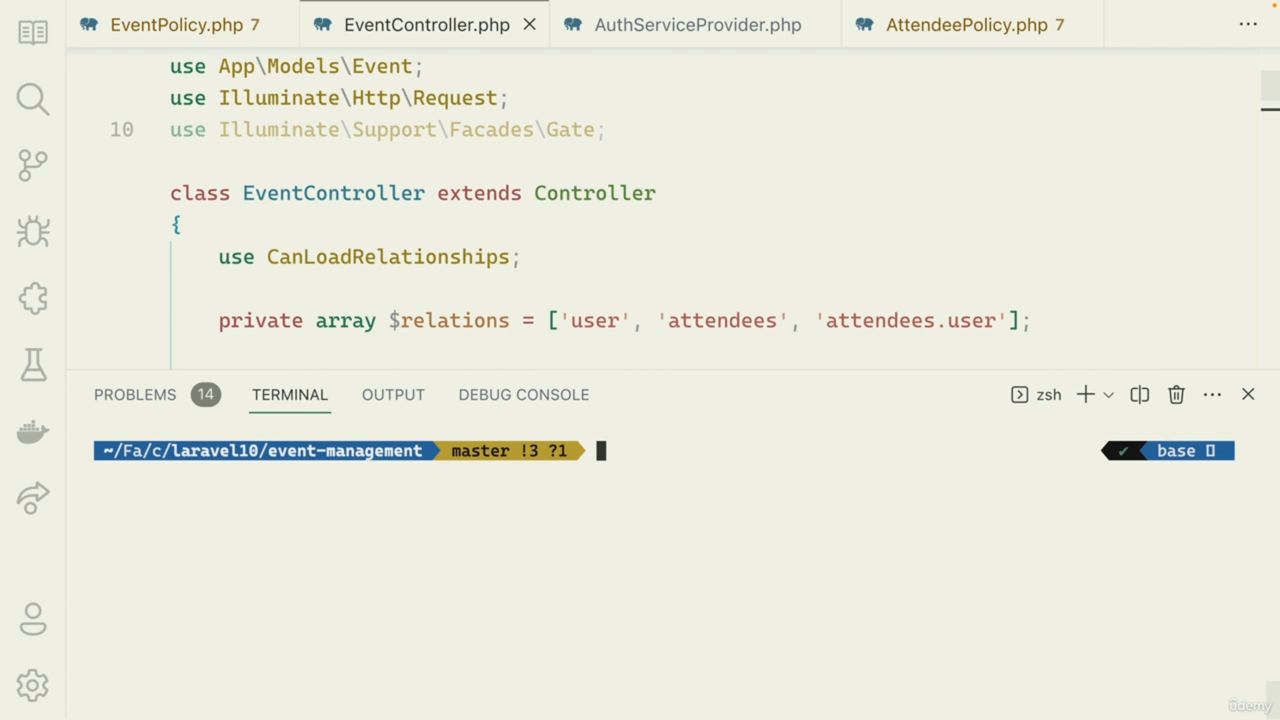 EventPolicy.php 7 EventController.php AuthServiceProvider.php AttendeePolicy.php 7
use App\Models\Event;
use Illuminate\Http\Request;
10 use Illuminate\Support\Facades\Gate;
class EventController extends Controller
{
use CanLoadRelationships;
private array $relations = ['user', 'attendees', 'attendees.user'];
PROBLEMS 14 TERMINAL OUTPUT DEBUG CONSOLE zsh
~/Fa/c/laravel10/event-management master !3 ?1 ✔ base
ûdemy